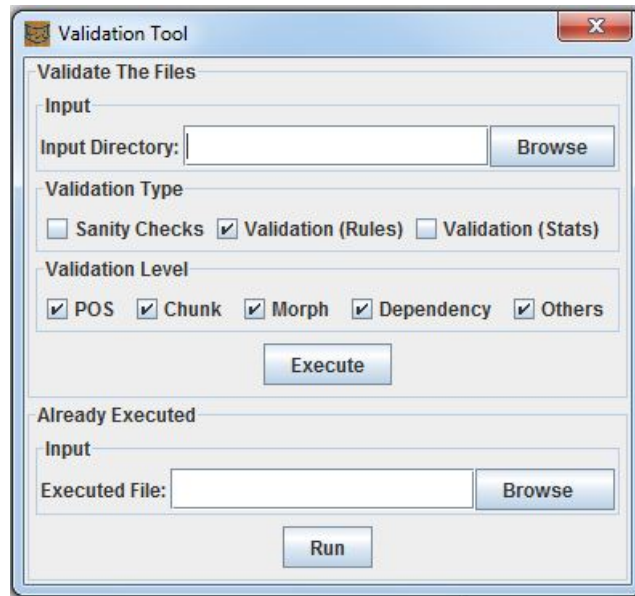 Validation Tool
Validate The Files
Input
Input Directory: Browse
Validation Type
Sanity Checks Validation (Rules) Validation (Stats)
Validation Level
POS Chunk Morph Dependency Others
Execute
Already Executed
Input
Executed File: Browse
Run